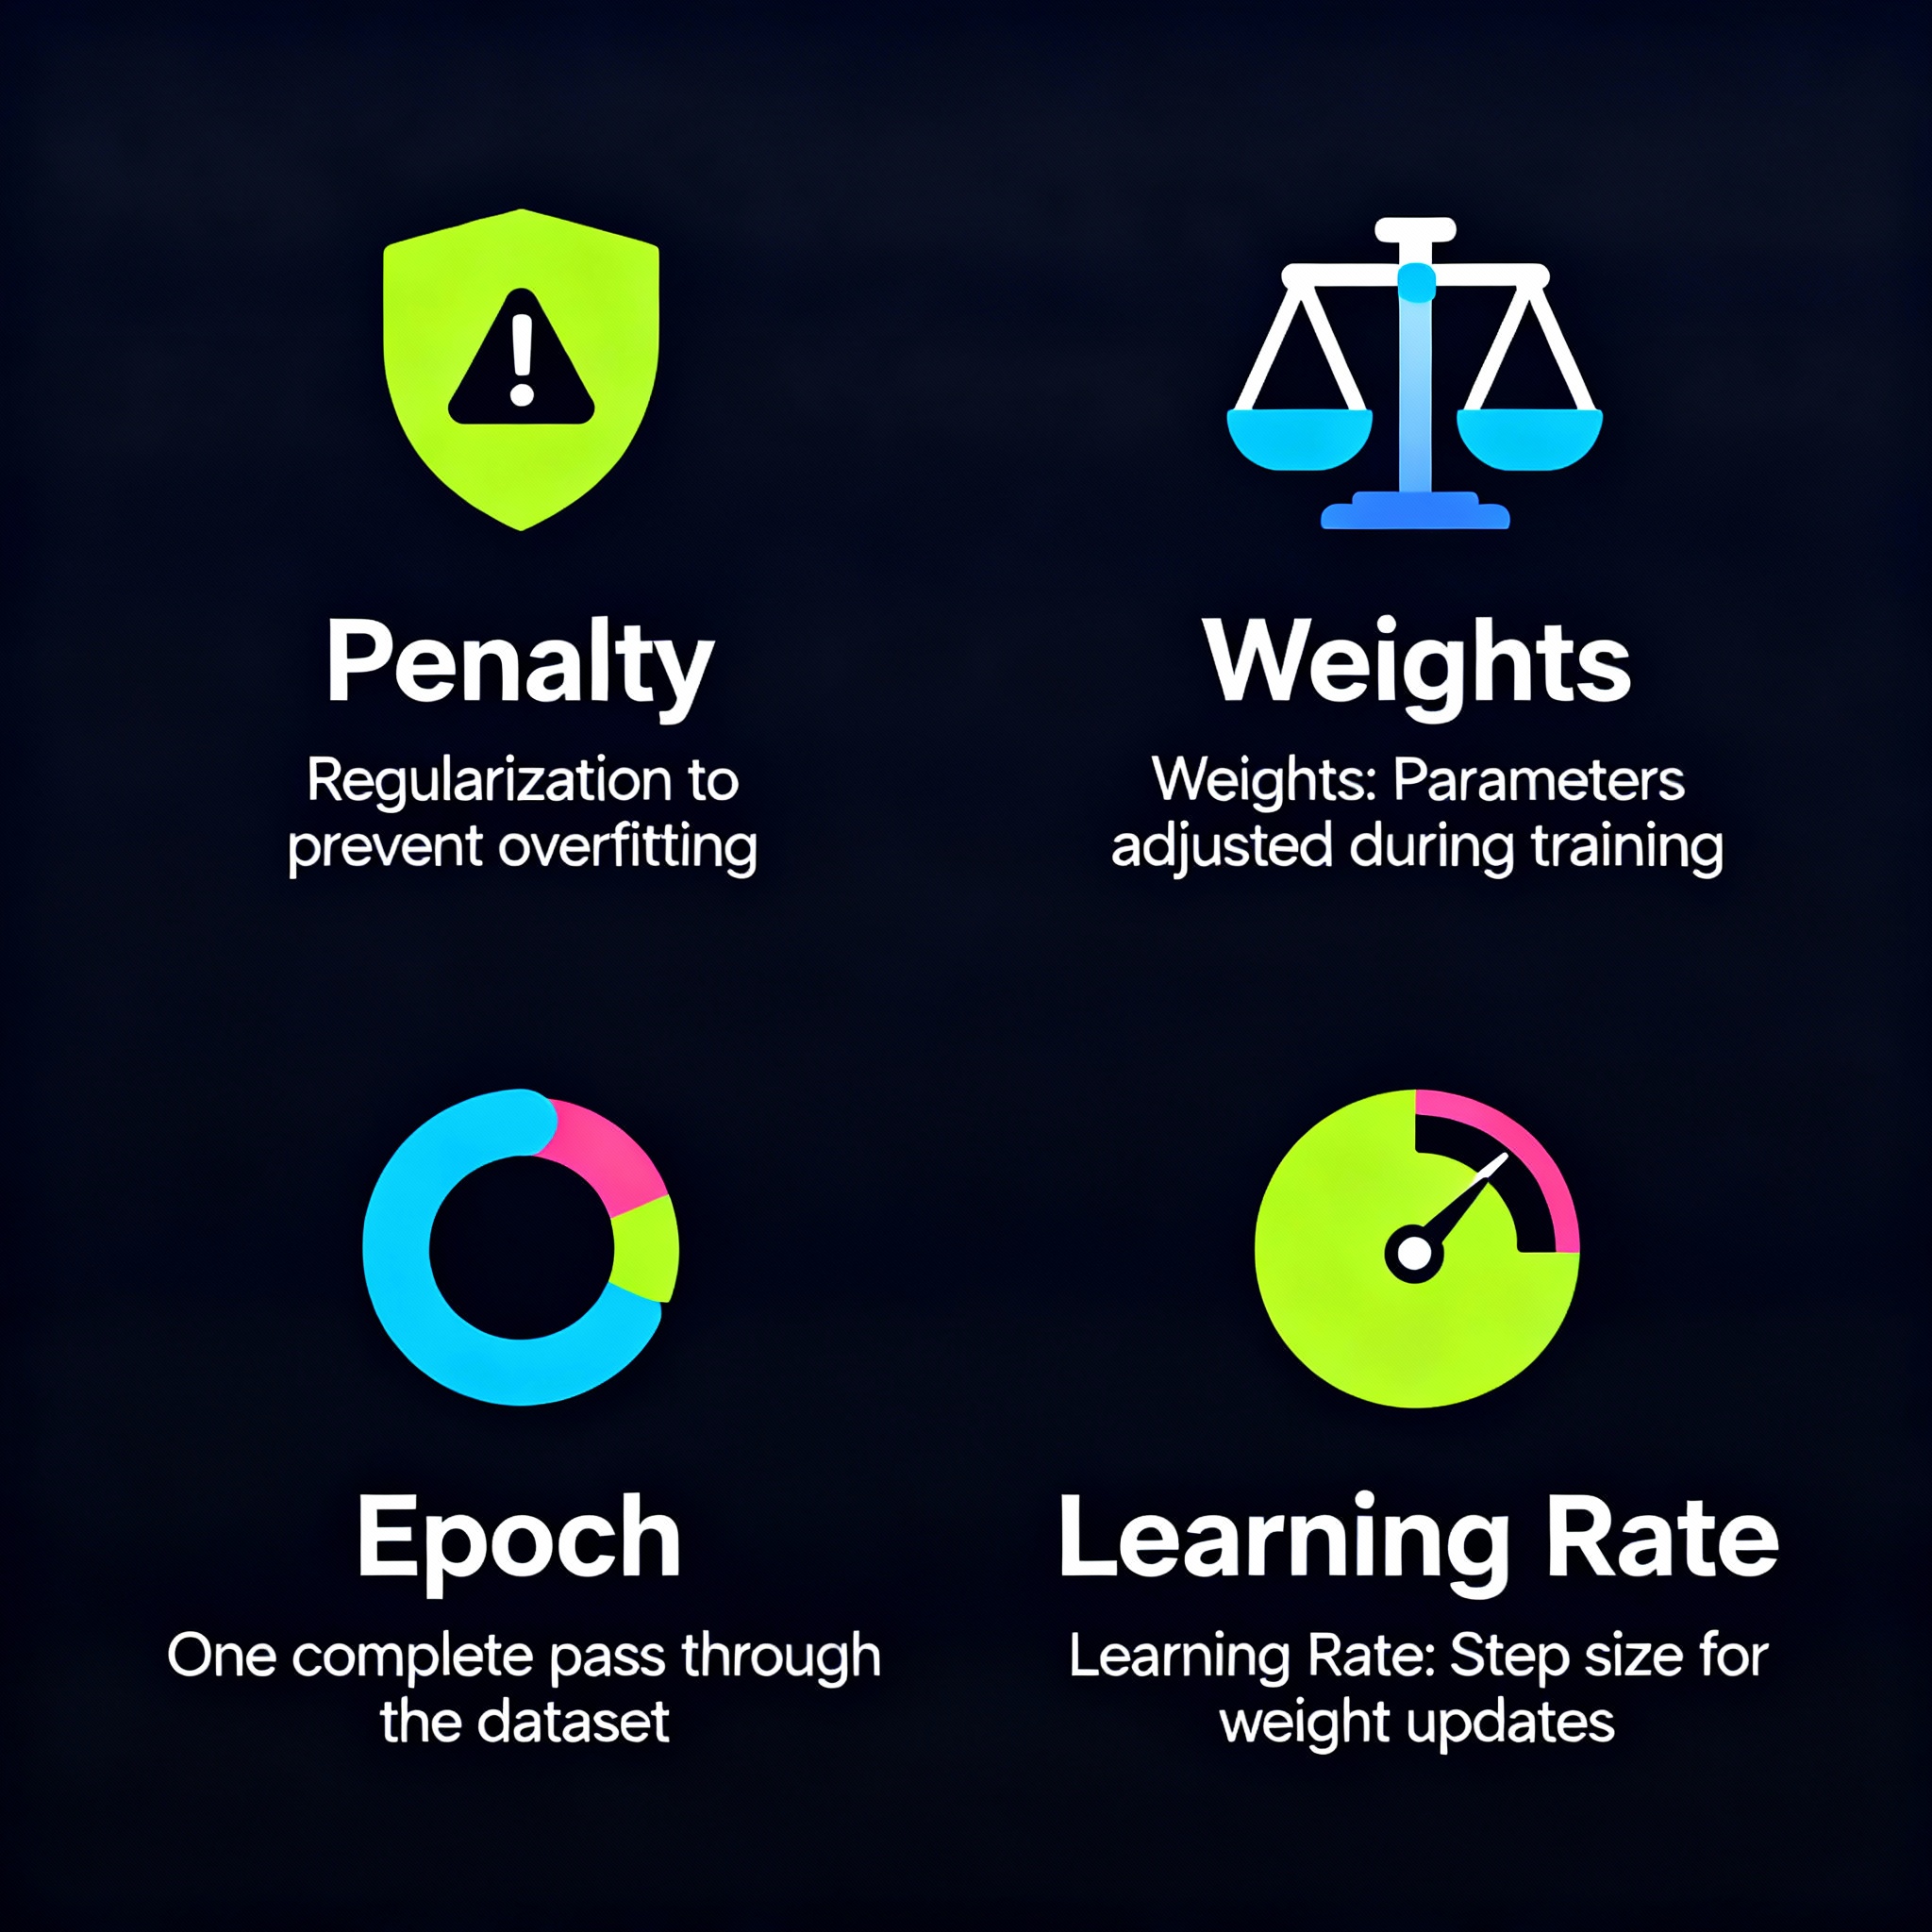 Penalty
Regularization to
prevent overfitting
Weights
Weights: Parameters
adjusted during training
Epoch
One complete pass through
the dataset
Learning Rate
Learning Rate: Step size for
weight updates